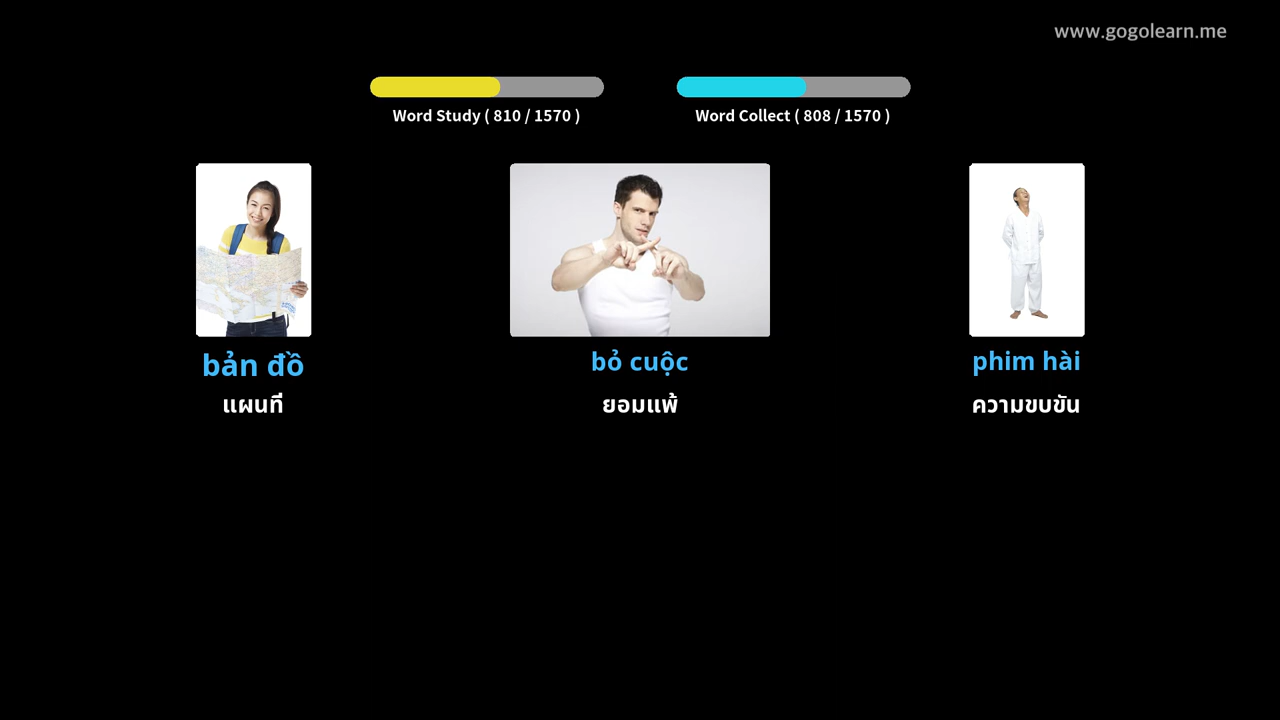 www.gogolearn.me
Word Study ( 810 / 1570 )
Word Collect ( 808 / 1570 )
bản đồ
bỏ cuộc
phim hài
แผนที่
ยอมแพ้
ความขบขัน